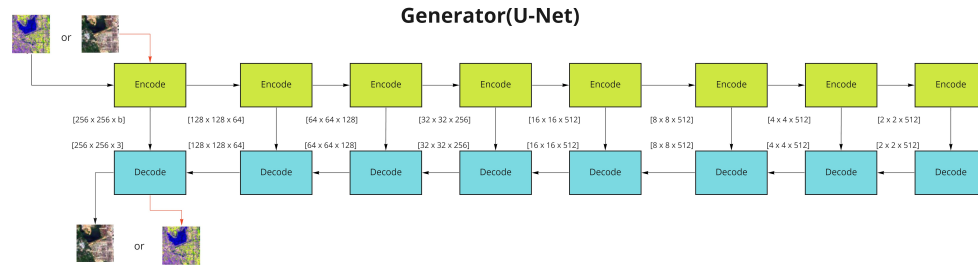 Generator(U-Net)
or
Encode Encode Encode Encode Encode Encode Encode Encode
[256 x 256 x b] [128 x 128 x 64] [64 x 64 x 128] [32 x 32 x 256] [16 x 16 x 512] [8 x 8 x 512] [4 x 4 x 512] [2 x 2 x 512]
[256 x 256 x 3] [128 x 128 x 64] [64 x 64 x 128] [32 x 32 x 256] [16 x 16 x 512] [8 x 8 x 512] [4 x 4 x 512] [2 x 2 x 512]
Decode Decode Decode Decode Decode Decode Decode Decode
or